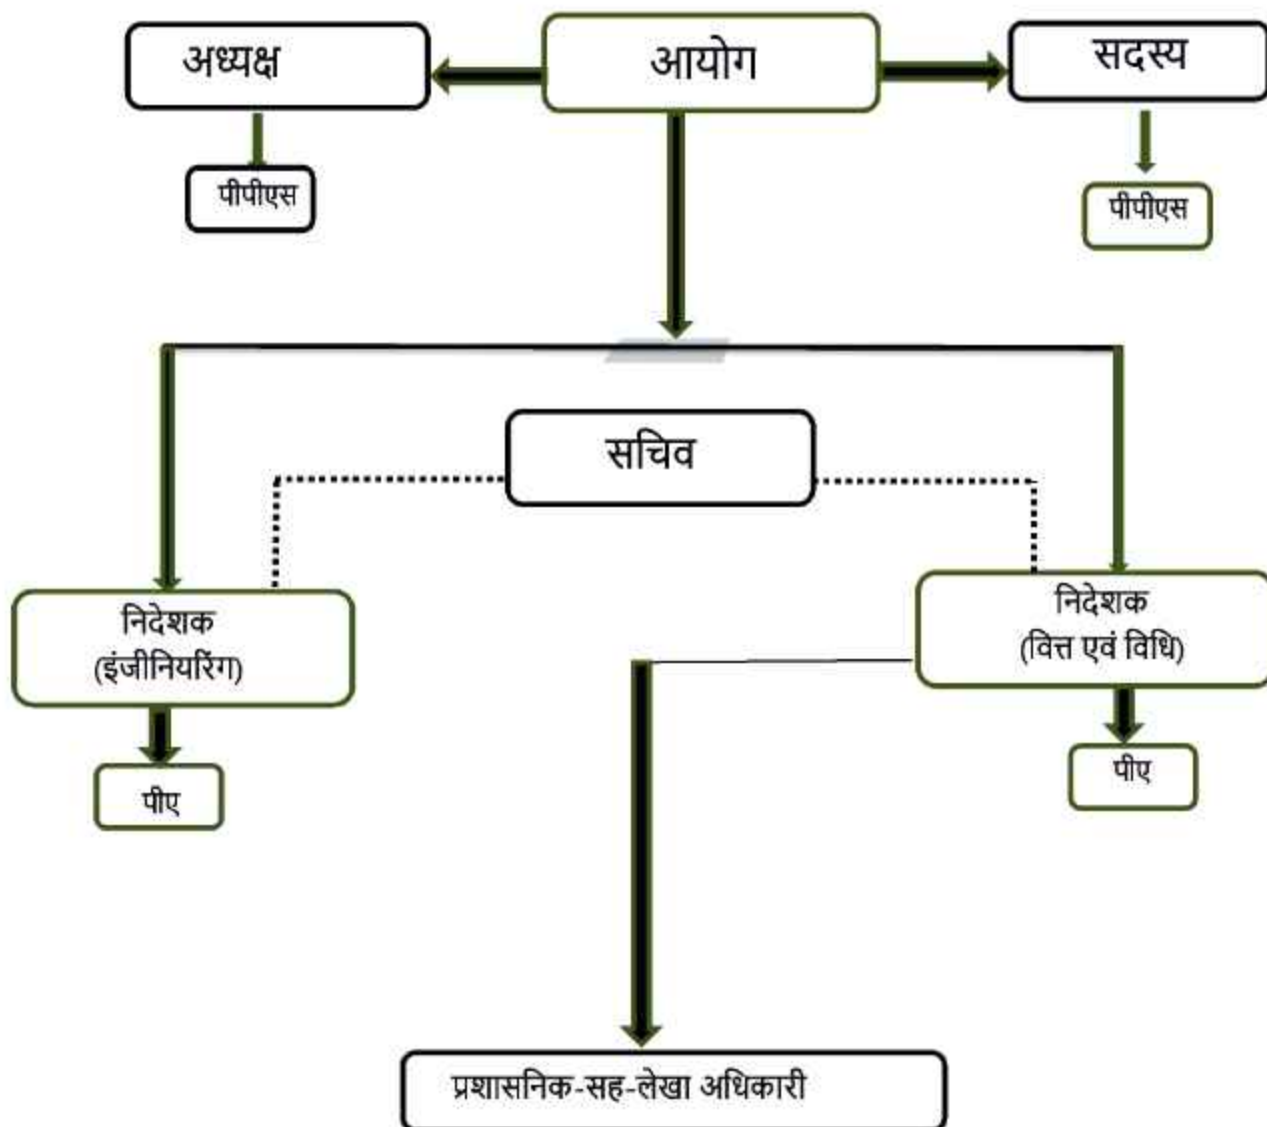 अध्यक्ष
आयोग
सदस्य
पीपीएस
पीपीएस
सचिव
निदेशक
(इंजीनियरिंग)
निदेशक
(वित्त एवं विधि)
पीए
पीए
प्रशासनिक-सह-लेखा अधिकारी